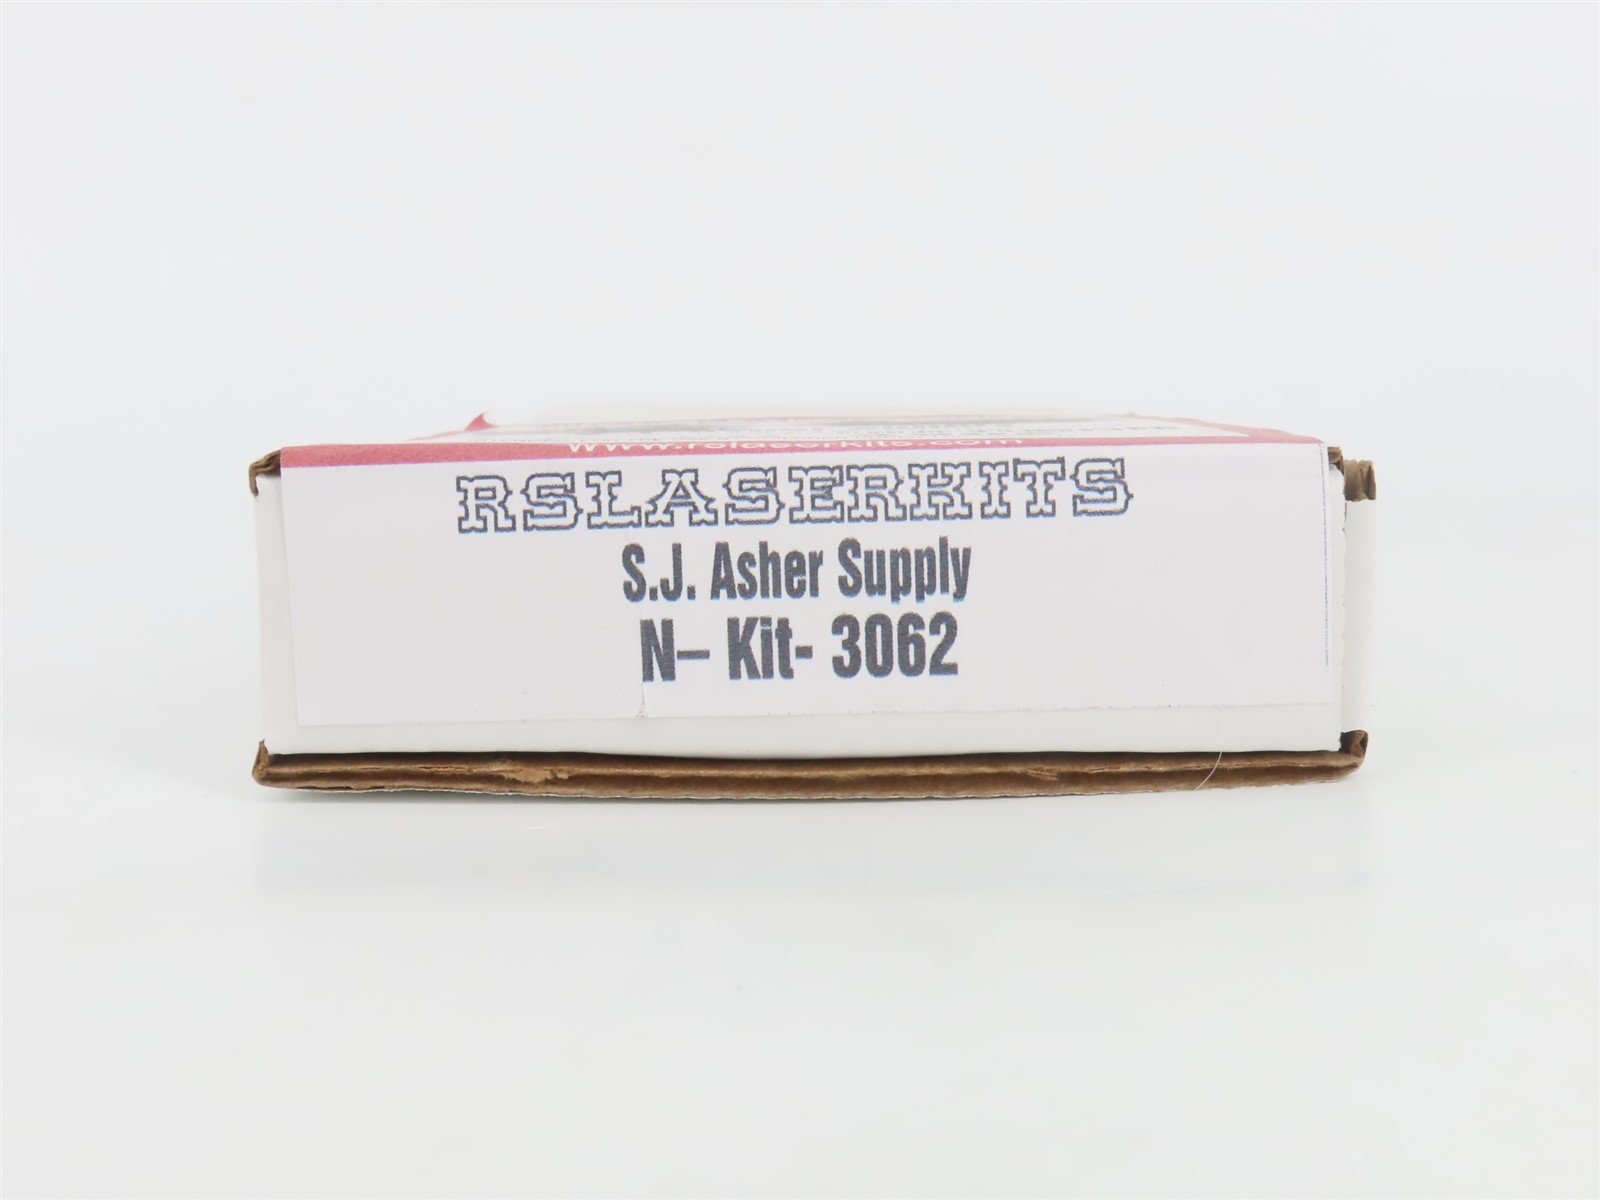 www.rslaserkits.com
RSLASERKITS
S.J. Asher Supply
N– Kit- 3062